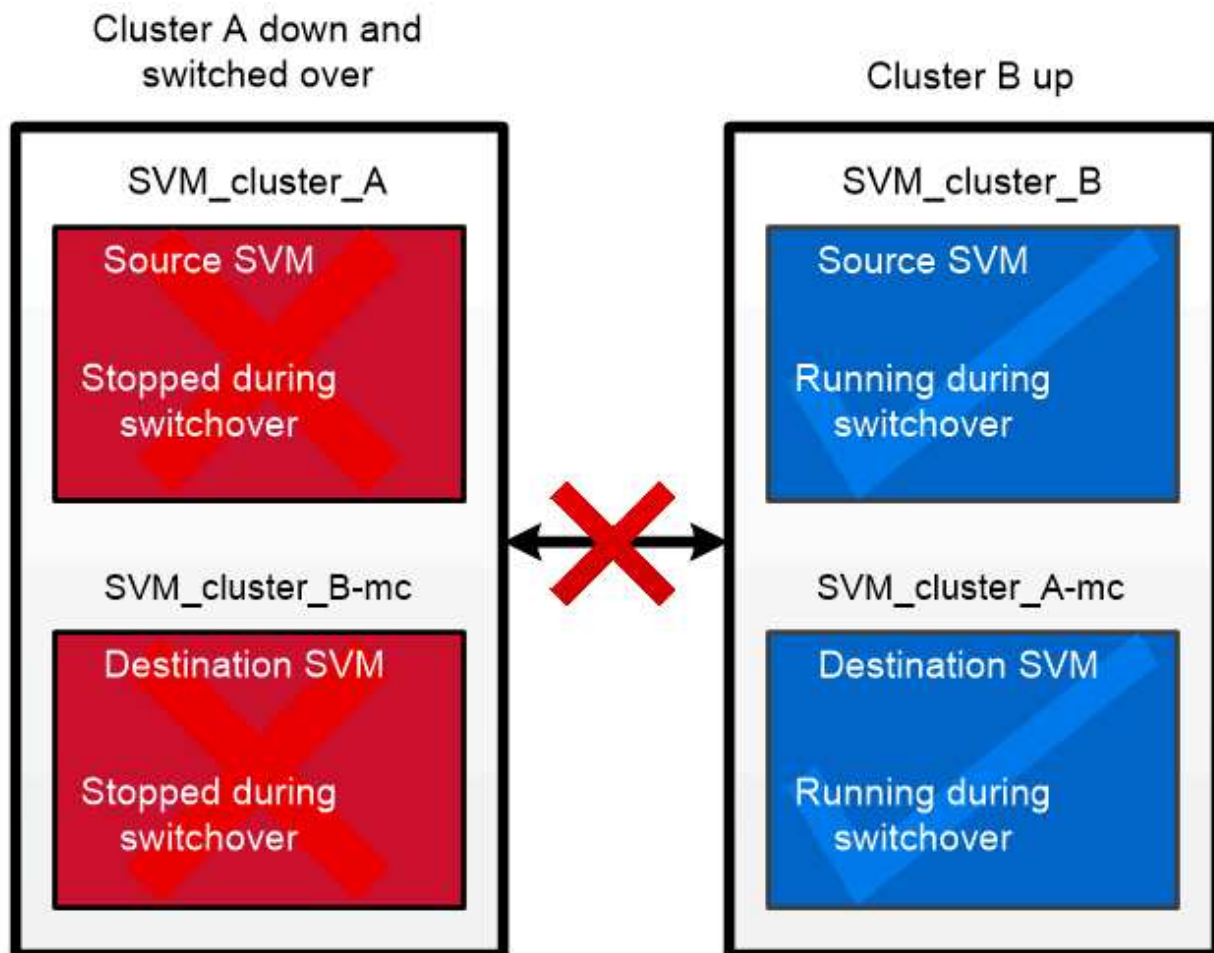 Cluster A down and
switched over
SVM_cluster_A
Source SVM
Stopped during
switchover
SVM_cluster_B-mc
Destination SVM
Stopped during
switchover
Cluster B up
SVM_cluster_B
Source SVM
Running during
switchover
SVM_cluster_A-mc
Destination SVM
Running during
switchover